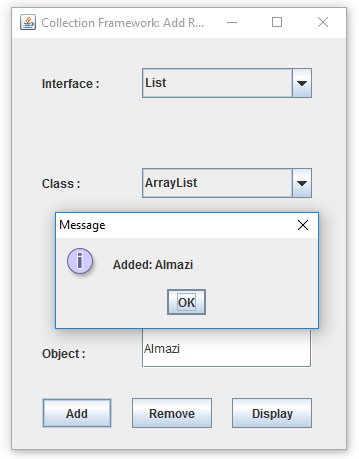 Collection Framework: Add R...
Interface :
List
Class :
ArrayList
Message
Added: Almazi
OK
Object :
Almazi
Add
Remove
Display